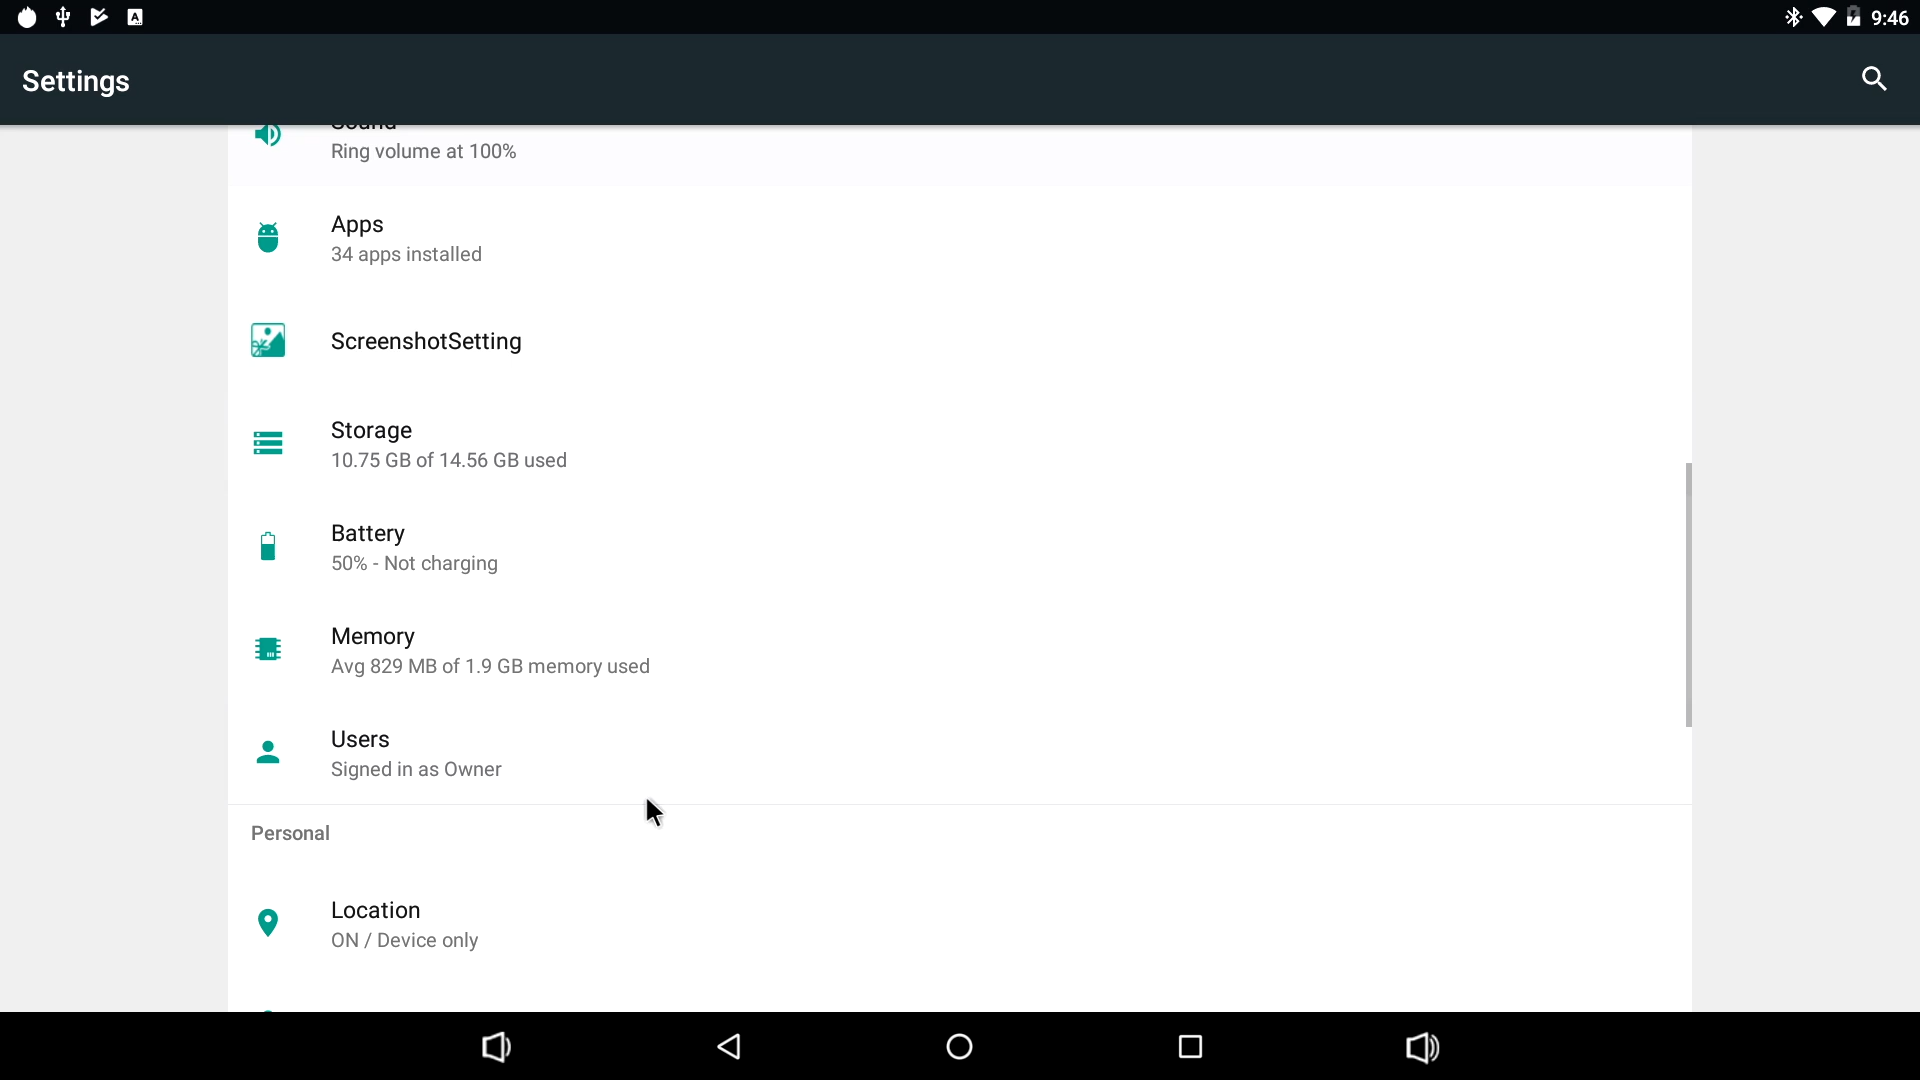 9:46
Settings
Sound
Ring volume at 100%
Apps
34 apps installed
ScreenshotSetting
Storage
10.75 GB of 14.56 GB used
Battery
50% - Not charging
Memory
Avg 829 MB of 1.9 GB memory used
Users
Signed in as Owner
Personal
Location
ON / Device only